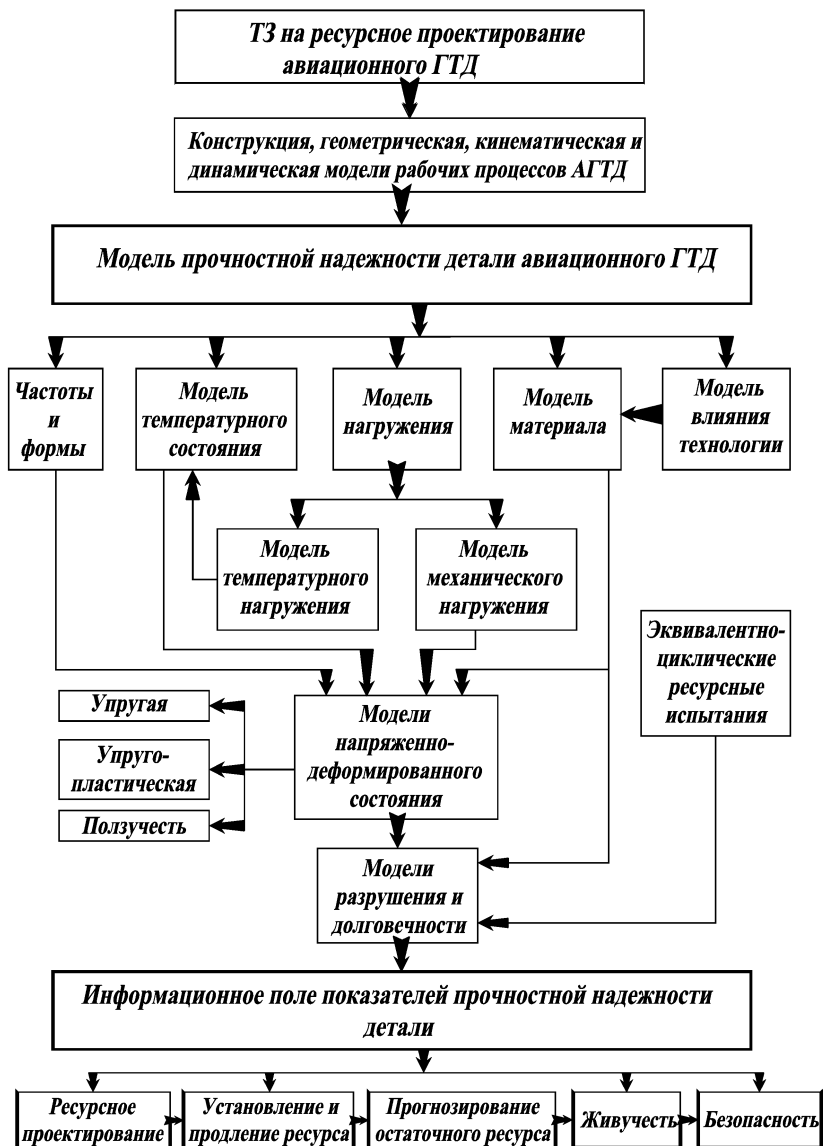 ТЗ на ресурсное проектирование
авиационного ГТД
Конструкция, геометрическая, кинематическая и
динамическая модели рабочих процессов АГТД
Модель прочностной надежности детали авиационного ГТД
Частоты
и
формы
Модель
температурного
состояния
Модель
нагружения
Модель
материала
Модель
влияния
технологии
Модель
температурного
нагружения
Модель
механического
нагружения
Эквивалентно-
циклические
ресурсные
испытания
Упругая
Упруго-
пластическая
Ползучесть
Модели
напряженно-
деформированного
состояния
Модели
разрушения и
долговечности
Информационное поле показателей прочностной надежности
детали
Ресурсное
проектирование
Установление и
продление ресурса
Прогнозирование
остаточного ресурса
Живучесть
Безопасность